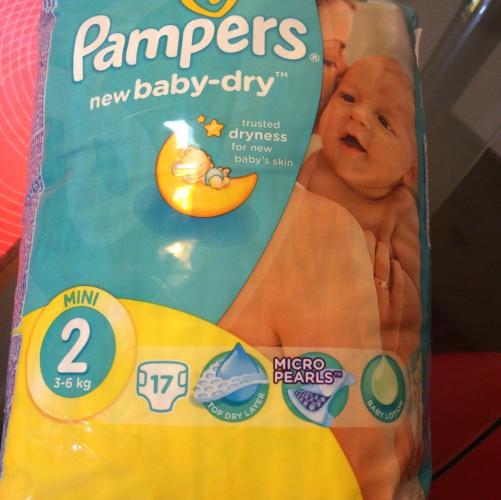 Pampers®
new baby-dry™
trusted
dryness
for new
baby's skin
MINI
2
3-6 kg
17
TOP DRY LAYER
MICRO
PEARLS™
BABY LOTION